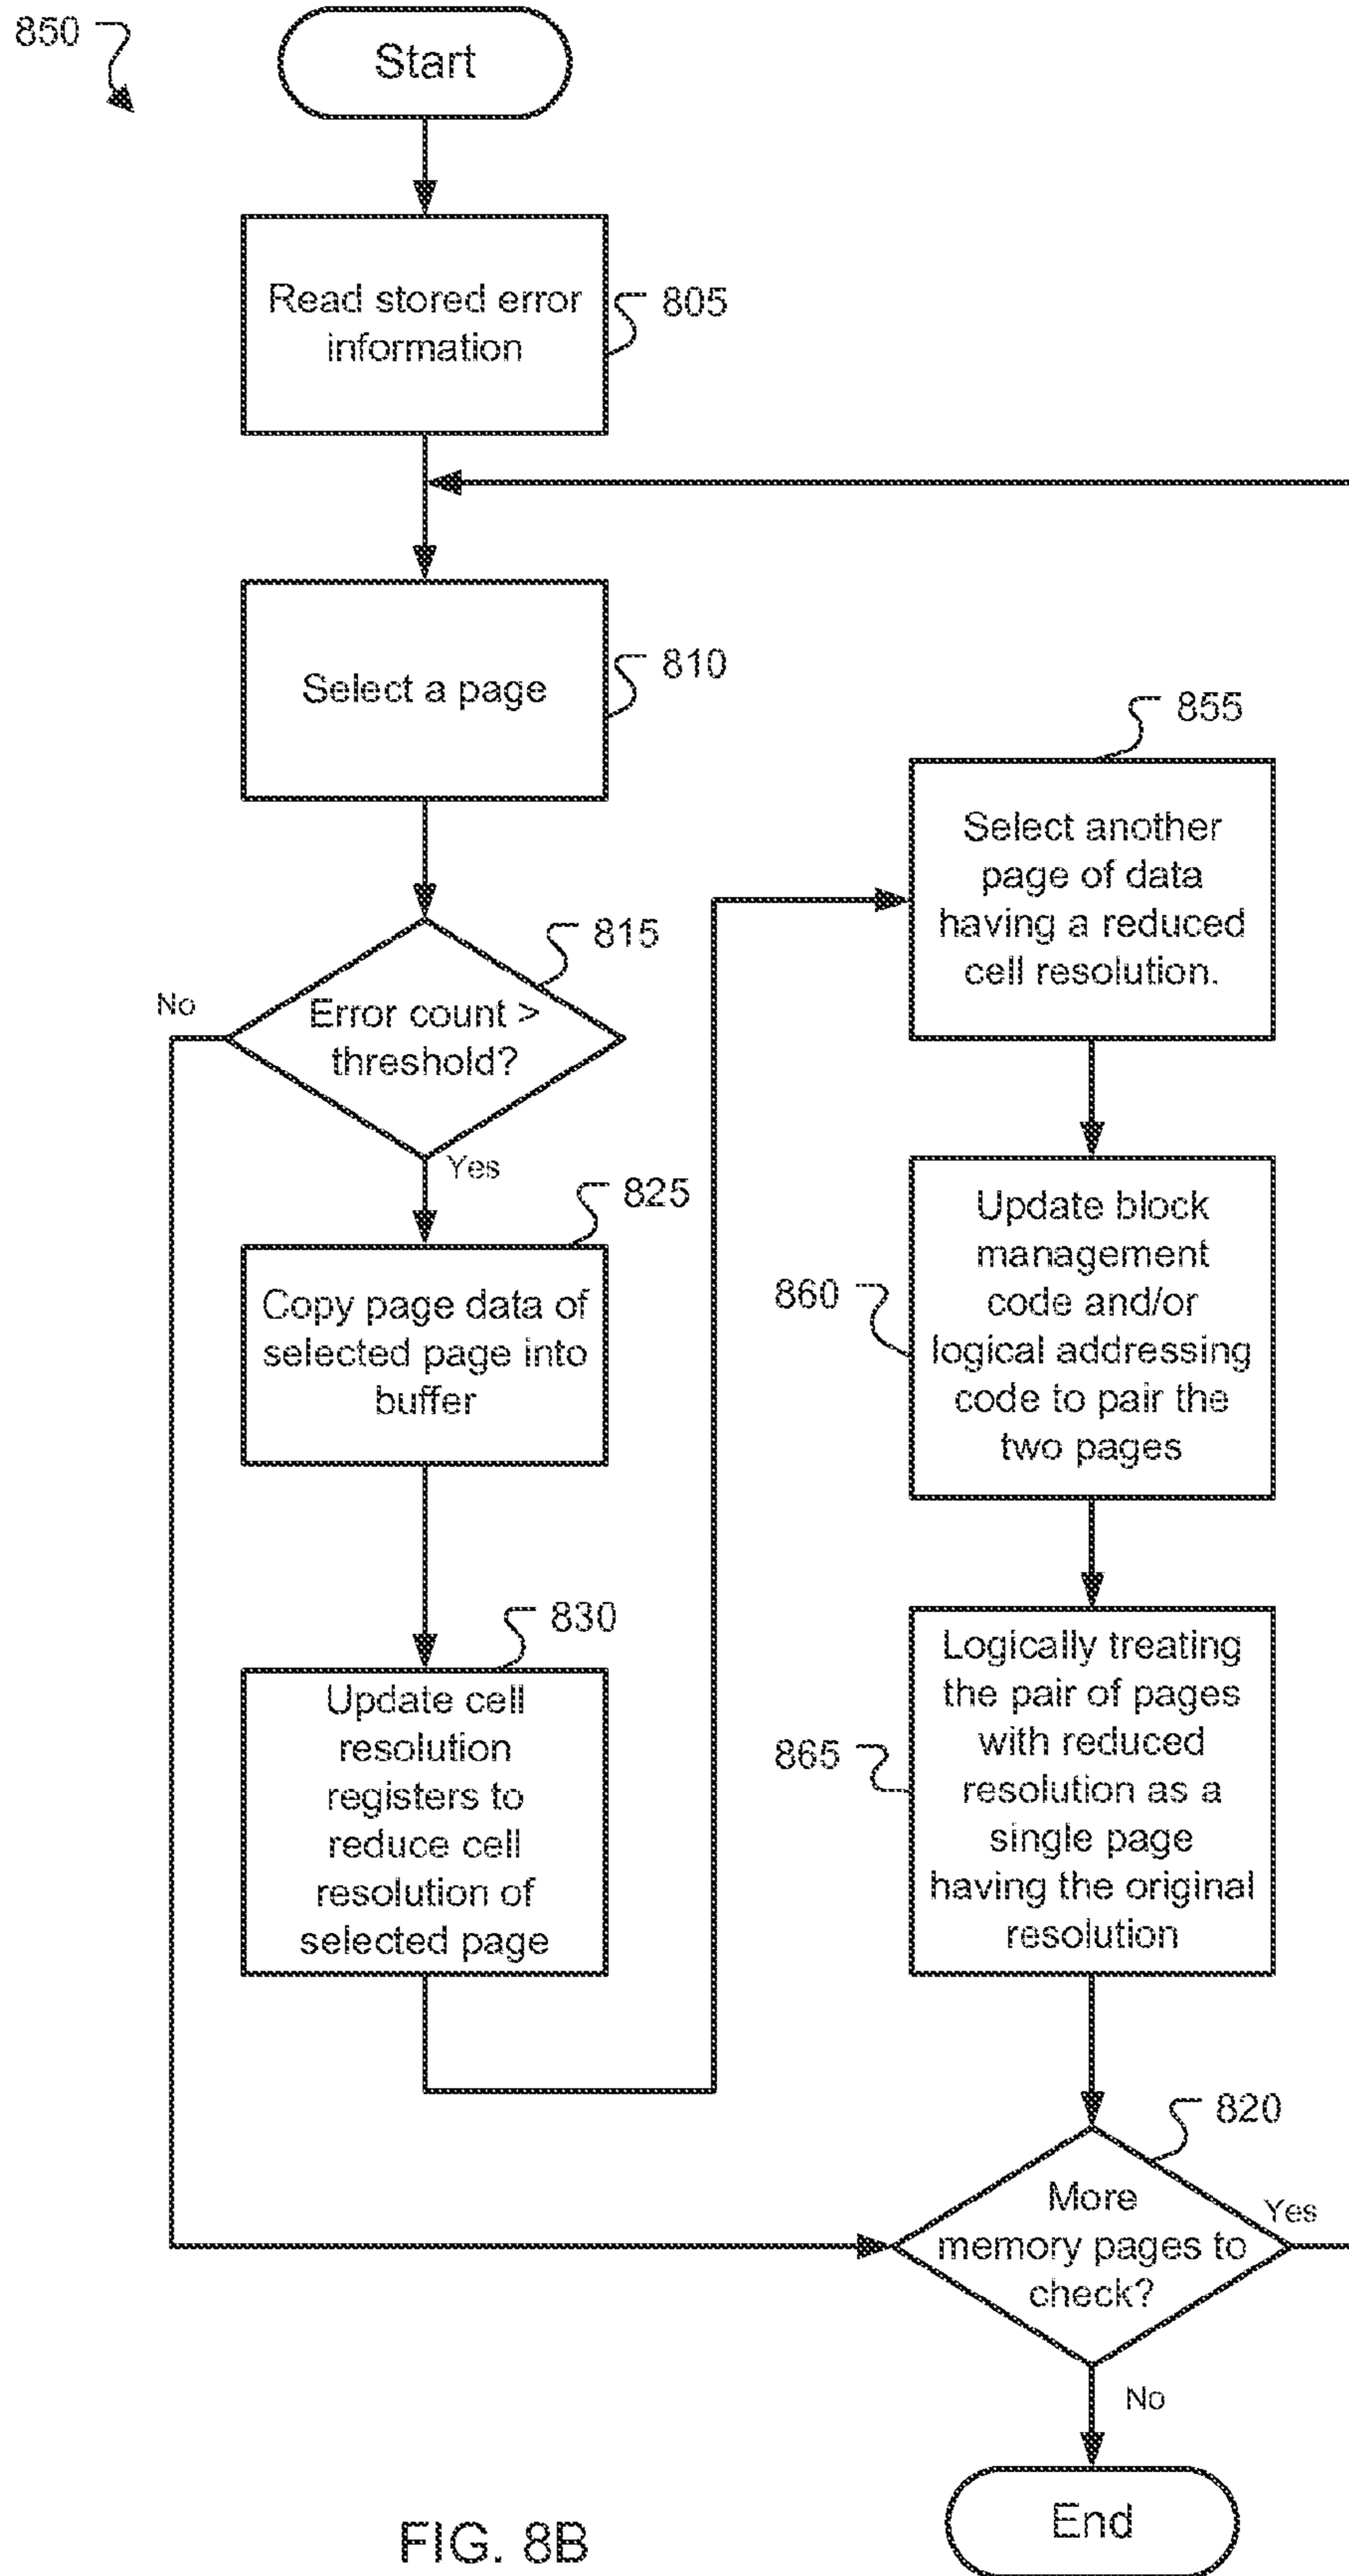 850
Start
Read stored error
information
805
Select a page
810
Error count >
threshold?
815
No
Yes
Copy page data of
selected page into
buffer
825
Update cell
resolution
registers to
reduce cell
resolution of
selected page
830
Select another
page of data
having a reduced
cell resolution.
855
Update block
management
code and/or
logical addressing
code to pair the
two pages
860
Logically treating
the pair of pages
with reduced
resolution as a
single page
having the original
resolution
865
More
memory pages to
check?
820
Yes
No
End
FIG. 8B